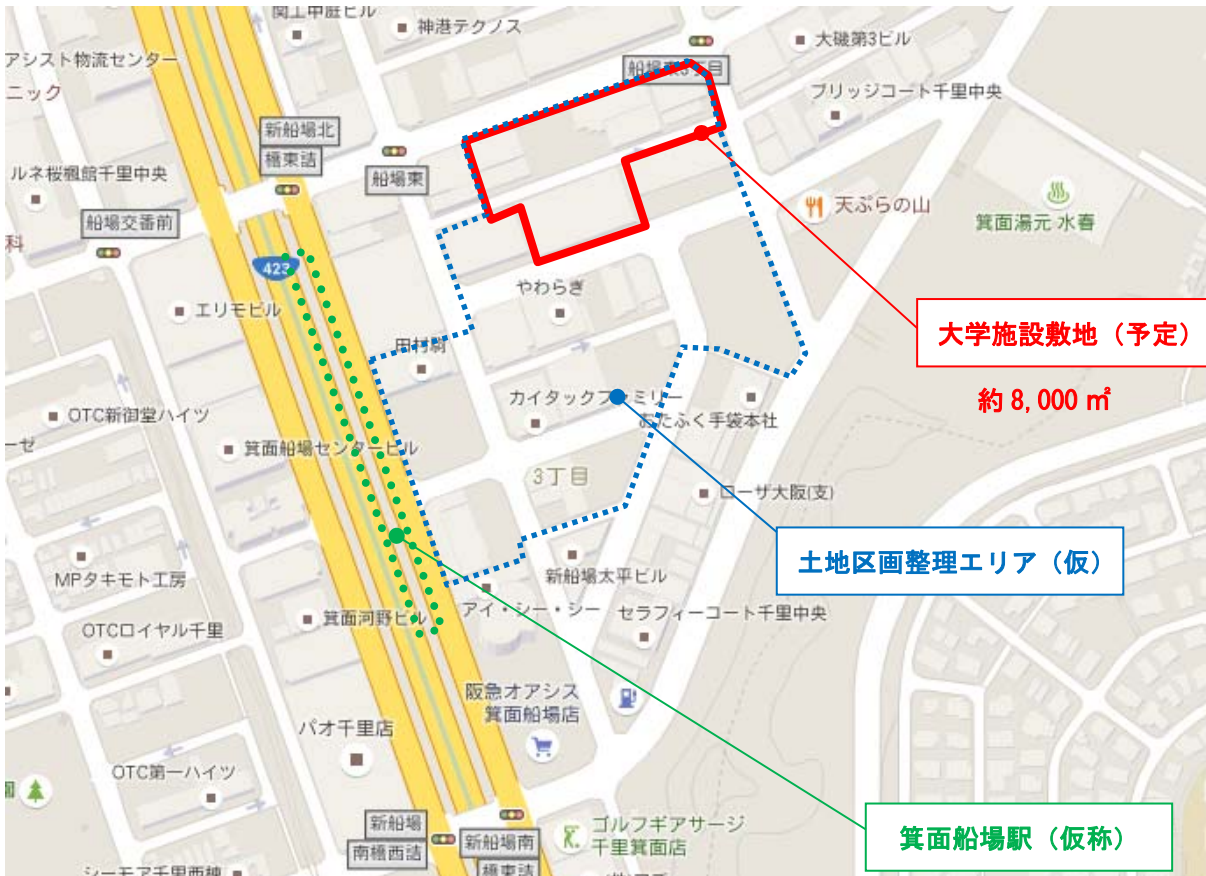 関工中庭ビル
神港テクノス
大磯第3ビル
アシスト物流センター
ニック
船場東3丁目
ブリッジコート千里中央
新船場北
橋東詰
船場東
ルネ桜楓館千里中央
船場交番前
科
天ぷらの山
箕面湯元 水春
423
やわらぎ
エリモビル
大学施設敷地（予定）
約 8,000 ㎡
カイタックファミリー
おたふく手袋本社
OTC新御堂ハイツ
ーゼ
箕面船場センタービル
3丁目
ローザ大阪(支)
土地区画整理エリア（仮）
新船場太平ビル
MPタキモト工房
アイ・シー・シー
セラフィーコート千里中央
箕面河野ビル
OTCロイヤル千里
阪急オアシス
箕面船場店
パオ千里店
OTC第一ハイツ
園
新船場
南橋西詰
新船場南
橋東詰
ゴルフギアサージ
千里箕面店
箕面船場駅（仮称）
シーモア千里西棟